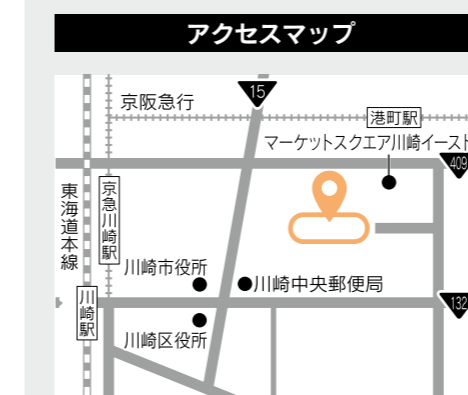 アクセスマップ
15
京阪急行
港町駅
マーケットスクエア川崎イースト
409
東海道本線
京急川崎駅
川崎市役所
川崎中央郵便局
川崎駅
132
川崎区役所